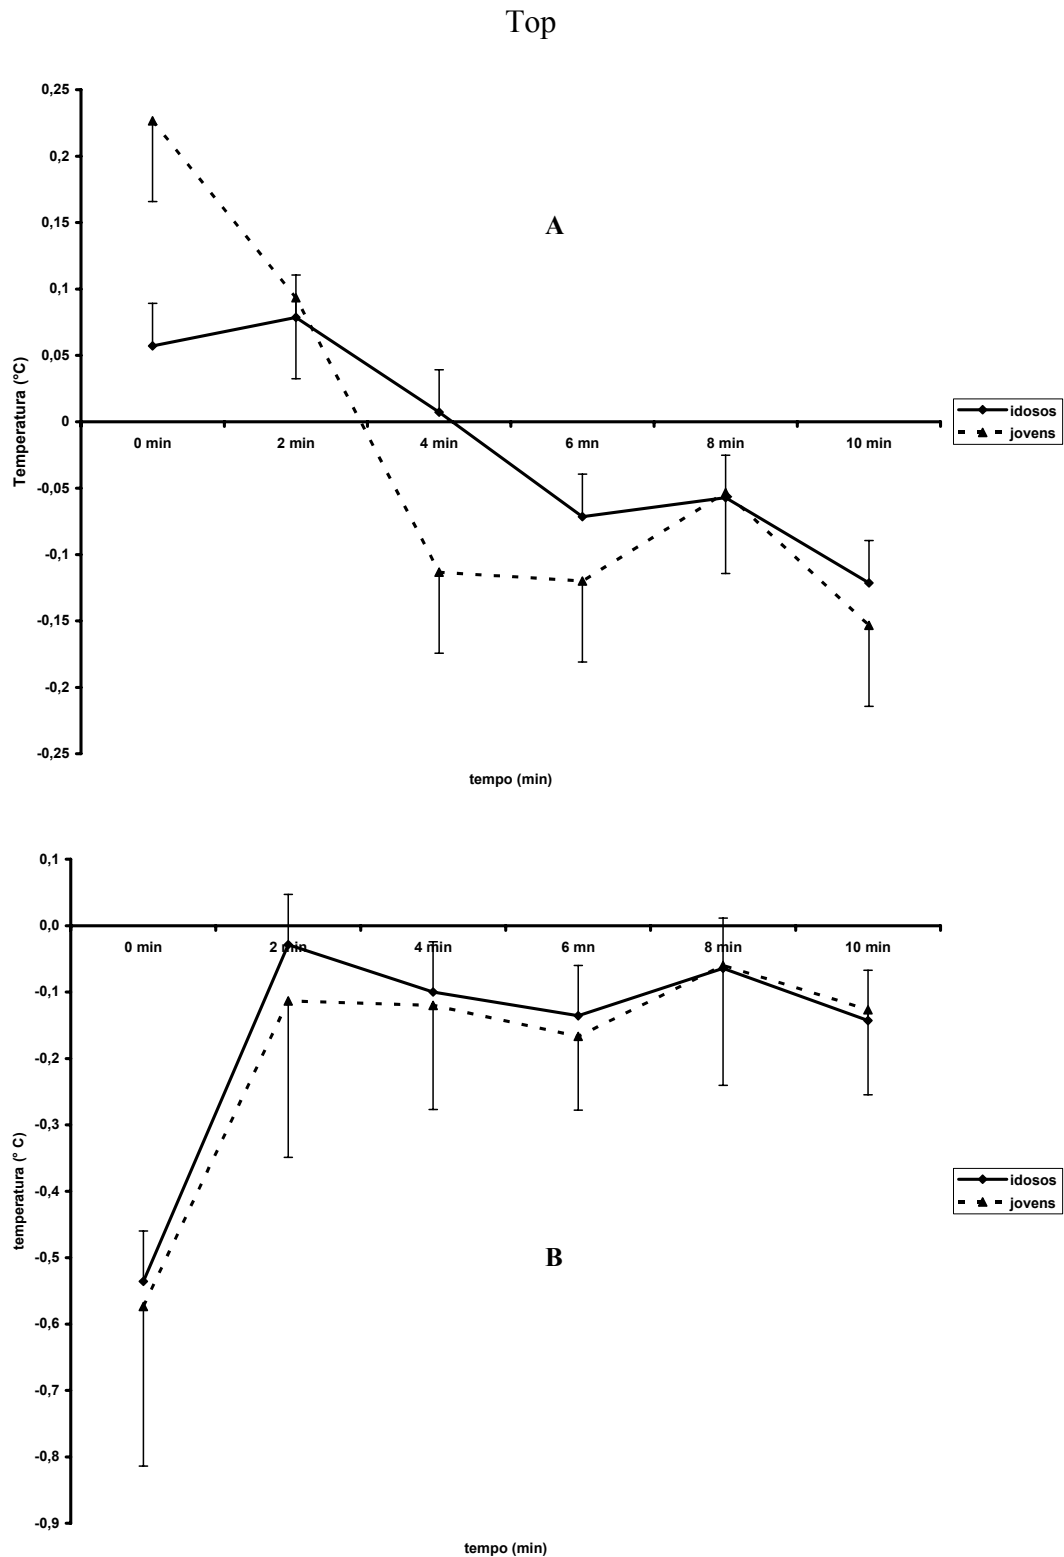 Top
0,25
0,2
0,15
A
0,1
0,05
0
0 min 2 min 4 min 6 mn 8 min 10 min
-0,05
-0,1
-0,15
-0,2
-0,25
Temperatura (°C)
tempo (min)
idosos
jovens
0,1
0,0
0 min 2 min 4 min 6 mn 8 min 10 min
-0,1
-0,2
-0,3
-0,4
-0,5
B
-0,6
-0,7
-0,8
-0,9
temperatura (° C)
tempo (min)
idosos
jovens